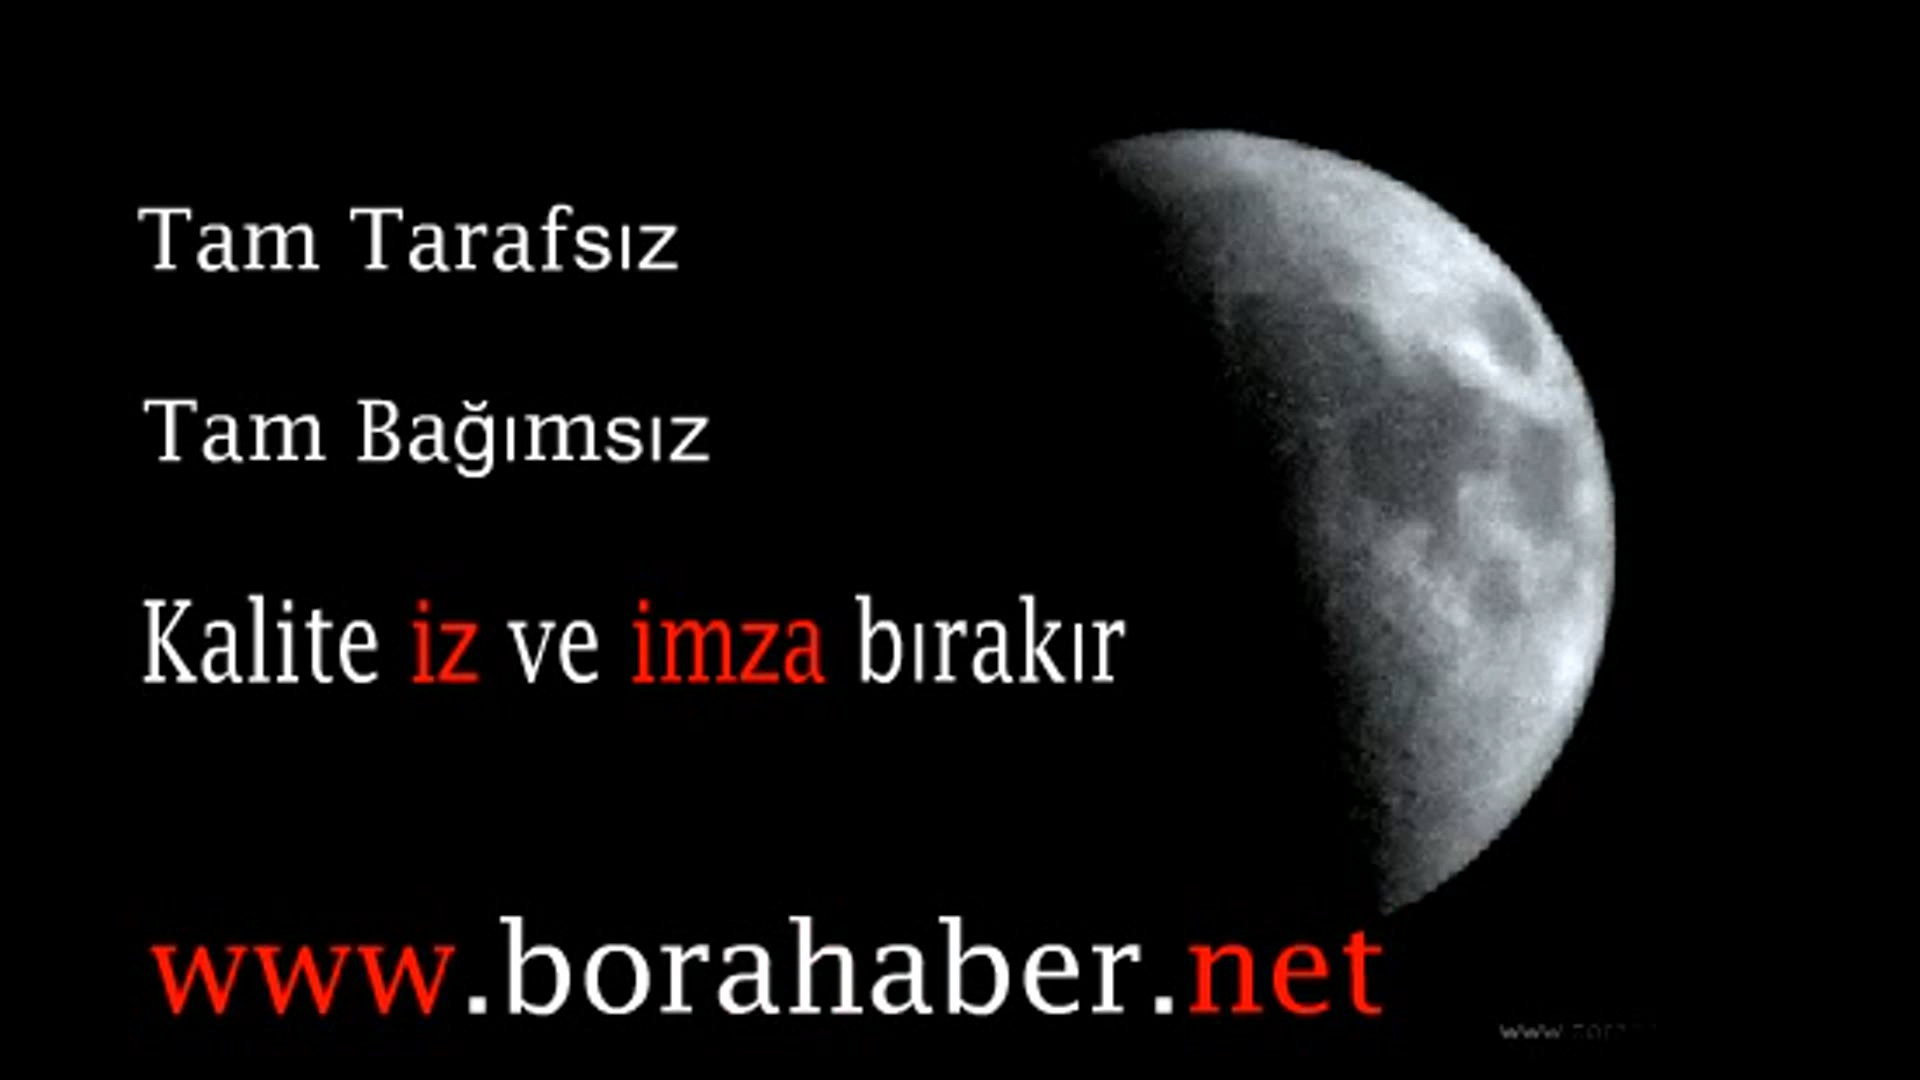 Tam Tarafsız
Tam Bağımsız
Kalite iz ve imza bırakır
www.borahaber.net